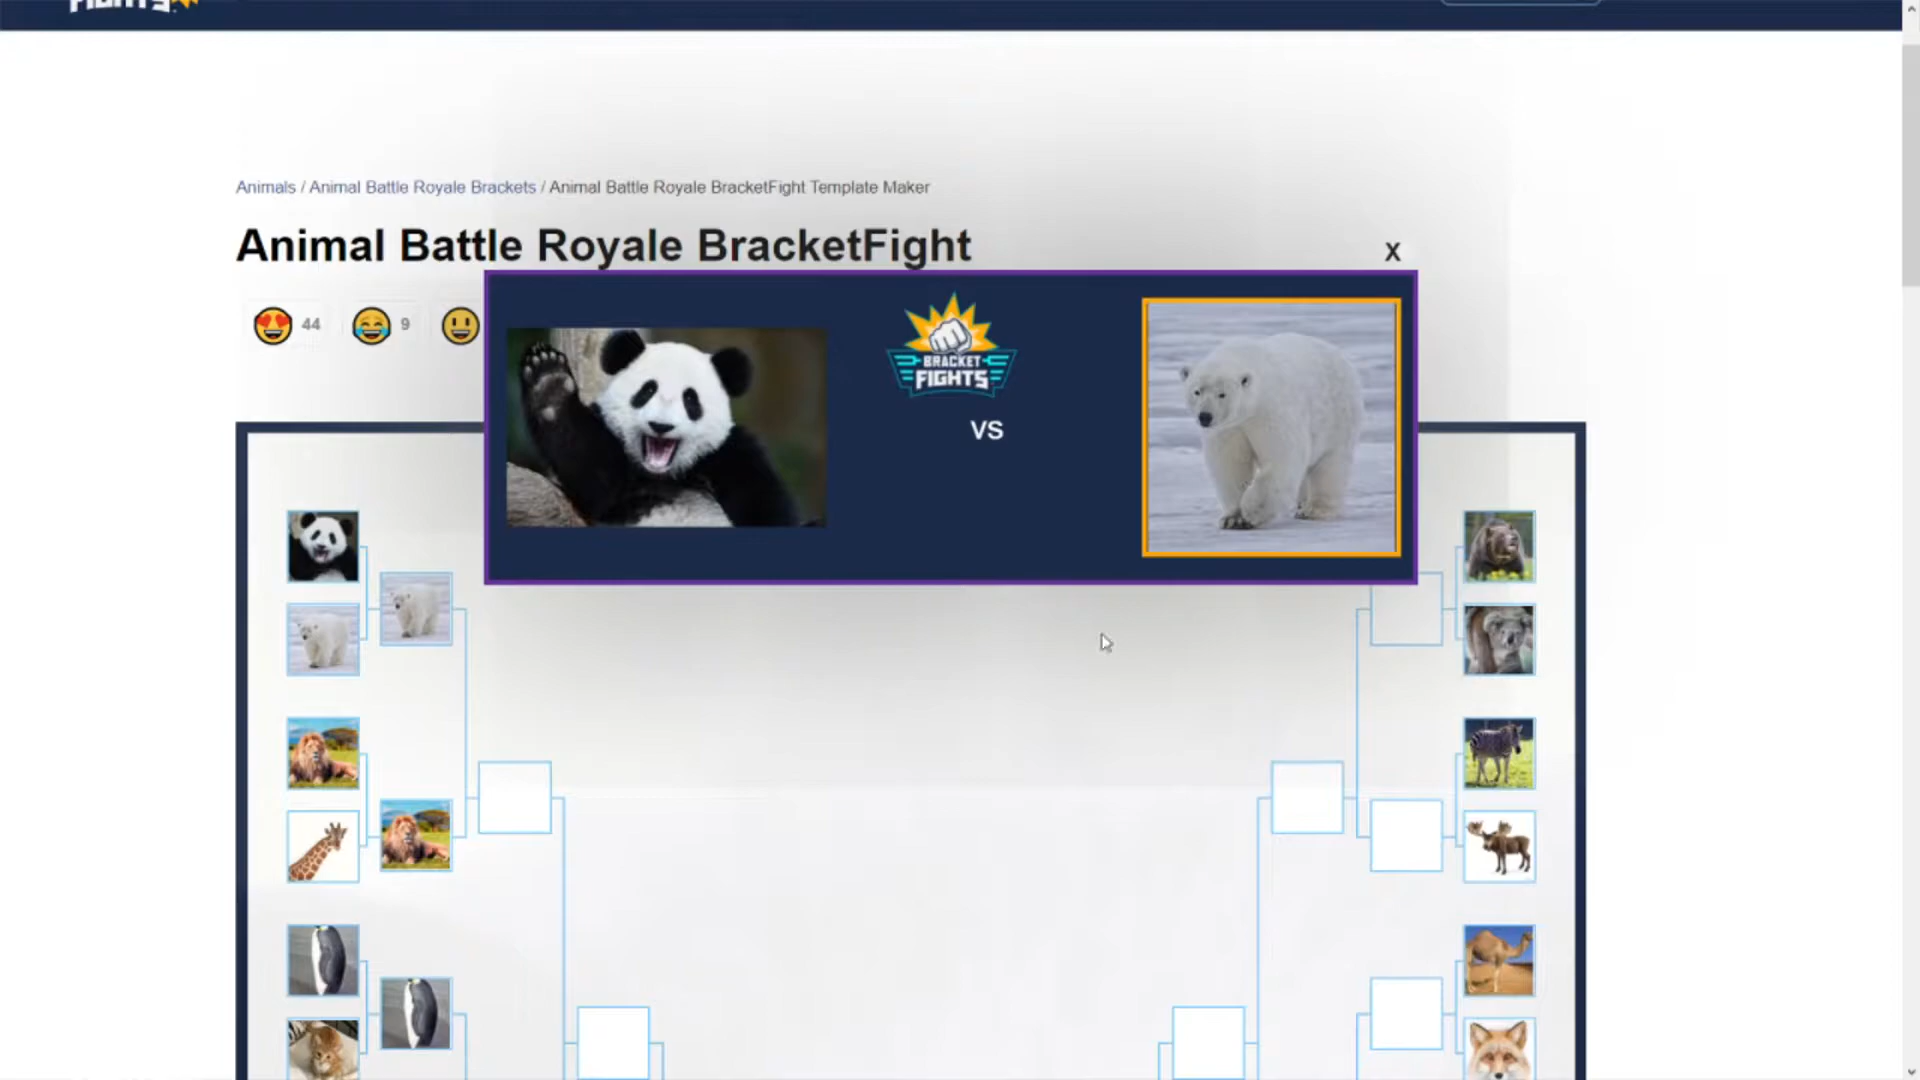 FIGHTS
Animals / Animal Battle Royale Brackets / Animal Battle Royale BracketFight Template Maker
Animal Battle Royale BracketFight
X
44
9
BRACKET
FIGHTS
VS